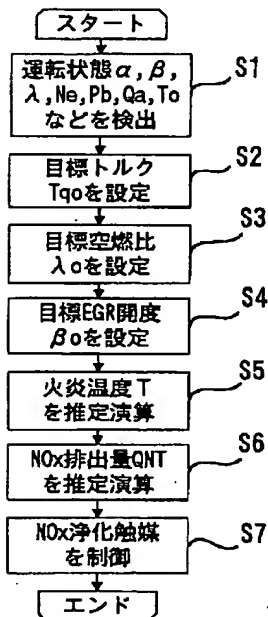 スタート
運転状態α,β,
λ,Ne,Pb,Qa,To
などを検出
S1
目標トルク
Tqoを設定
S2
目標空燃比
λoを設定
S3
目標EGR開度
βoを設定
S4
火炎温度T
を推定演算
S5
NOx排出量QNT
を推定演算
S6
NOx浄化触媒
を制御
S7
エンド